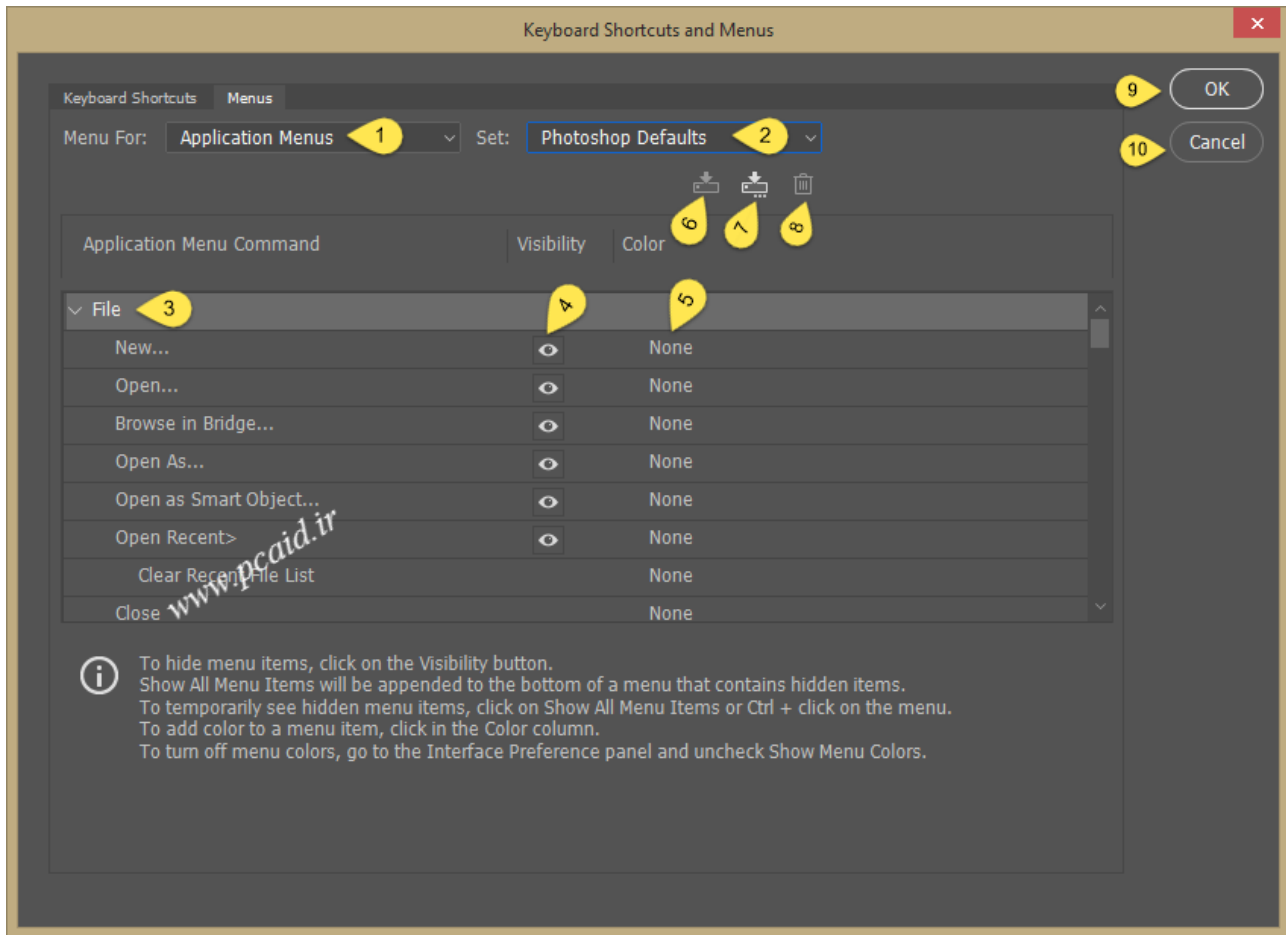 Keyboard Shortcuts and Menus
Keyboard Shortcuts Menus
9 OK
Menu For: Application Menus 1 Set: Photoshop Defaults 2
10 Cancel
6 7 8
Application Menu Command Visibility Color
File 3 4 5
New... None
Open... None
Browse in Bridge... None
Open As... None
Open as Smart Object... None
Open Recent> None
Clear Recent File List None
Close None
www.pcaid.ir
To hide menu items, click on the Visibility button.
Show All Menu Items will be appended to the bottom of a menu that contains hidden items.
To temporarily see hidden menu items, click on Show All Menu Items or Ctrl + click on the menu.
To add color to a menu item, click in the Color column.
To turn off menu colors, go to the Interface Preference panel and uncheck Show Menu Colors.